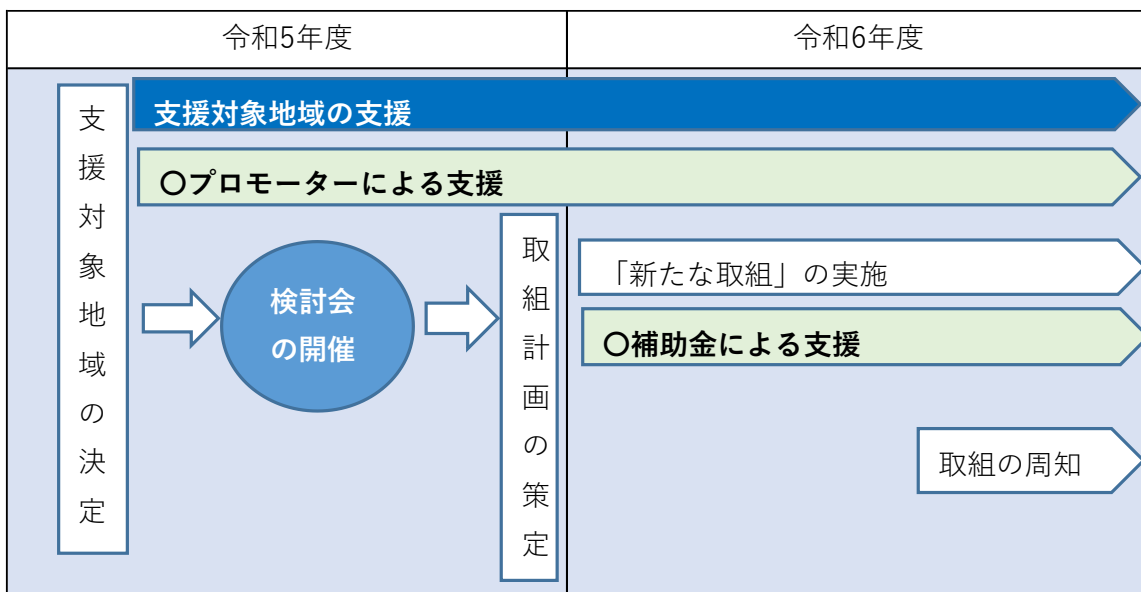 令和5年度
令和6年度
支援対象地域の決定
支援対象地域の支援
〇プロモーターによる支援
検討会
の開催
取組計画の策定
「新たな取組」の実施
〇補助金による支援
取組の周知